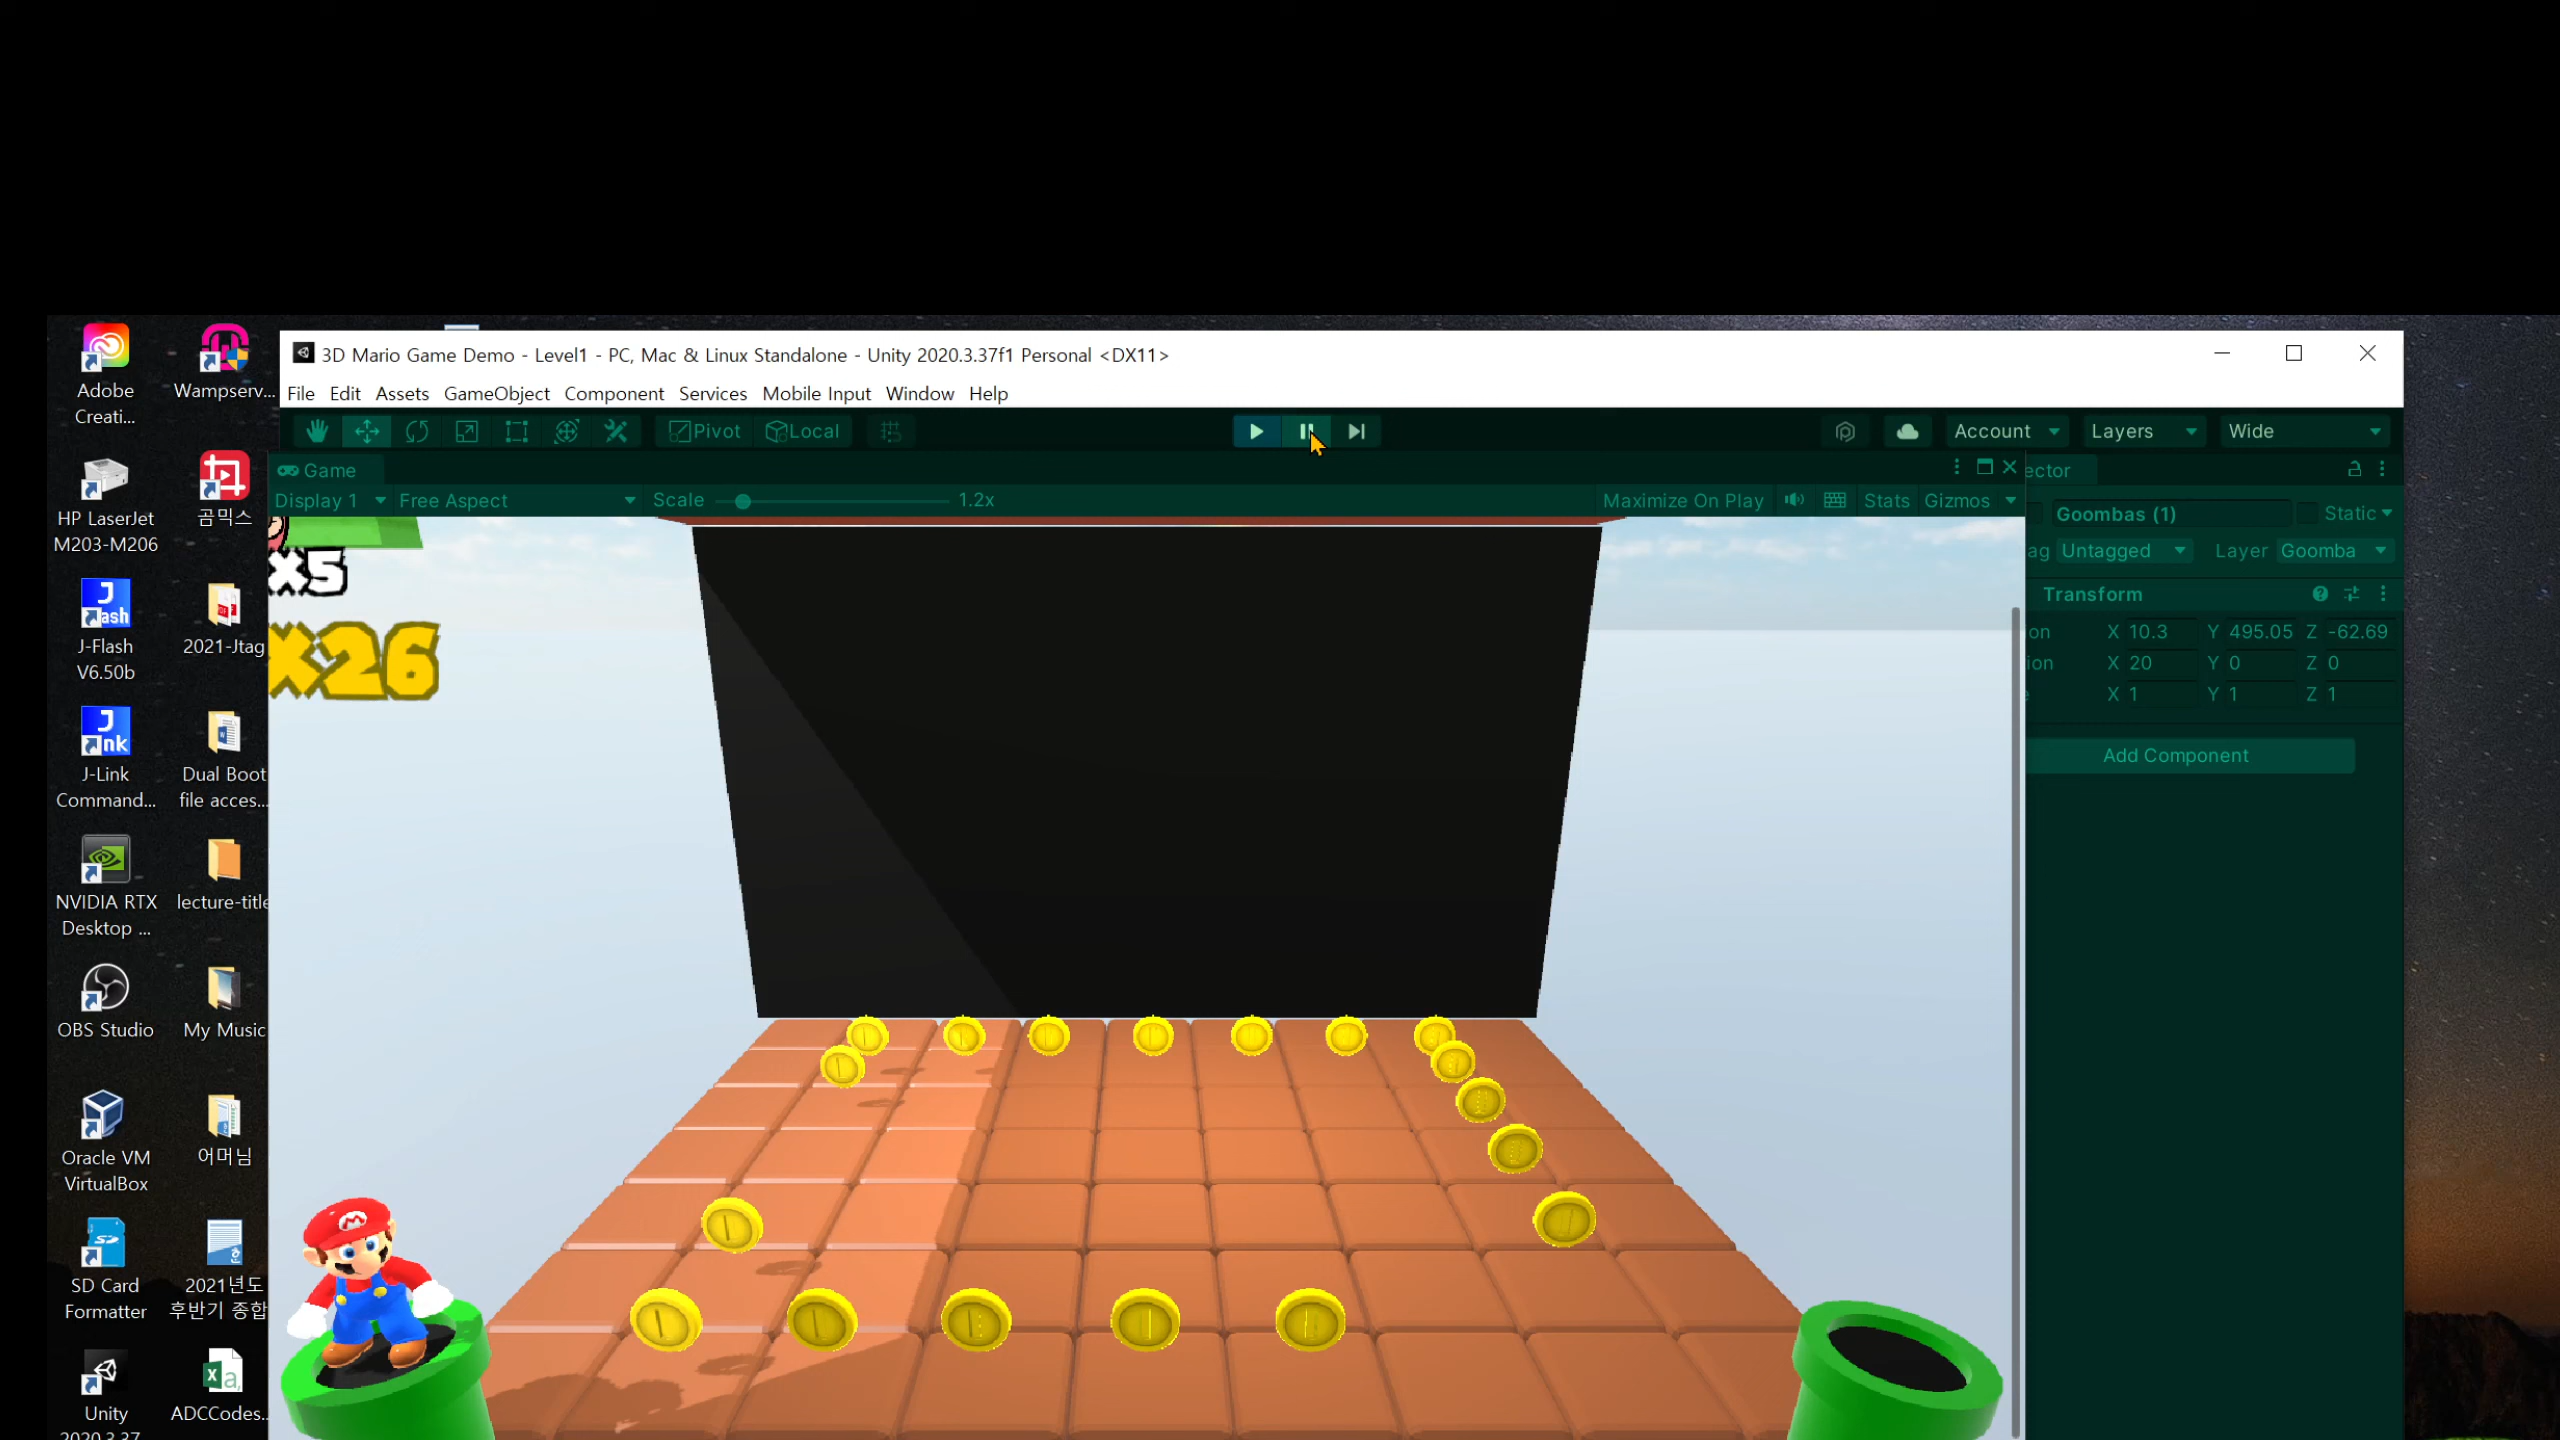 Adobe
Creati...
Wampserv...
HP LaserJet
M203-M206
곰믹스
J-Flash
V6.50b
2021-Jtag
J-Link
Command...
Dual Boot
file acces...
NVIDIA RTX
Desktop ...
lecture-title
OBS Studio
My Music
Oracle VM
VirtualBox
어머님
SD Card
Formatter
2021년도
후반기 종합
Unity
2020.3.37
ADCCodes...
3D Mario Game Demo - Level1 - PC, Mac & Linux Standalone - Unity 2020.3.37f1 Personal <DX11>
File Edit Assets GameObject Component Services Mobile Input Window Help
Pivot Local Account Layers Wide
Game
Display 1 Free Aspect Scale 1.2x Maximize On Play Stats Gizmos
X5
X26
ector
Goombas (1) Static
ag Untagged Layer Goomba
Transform
on X 10.3 Y 495.05 Z -62.69
ion X 20 Y 0 Z 0
X 1 Y 1 Z 1
Add Component